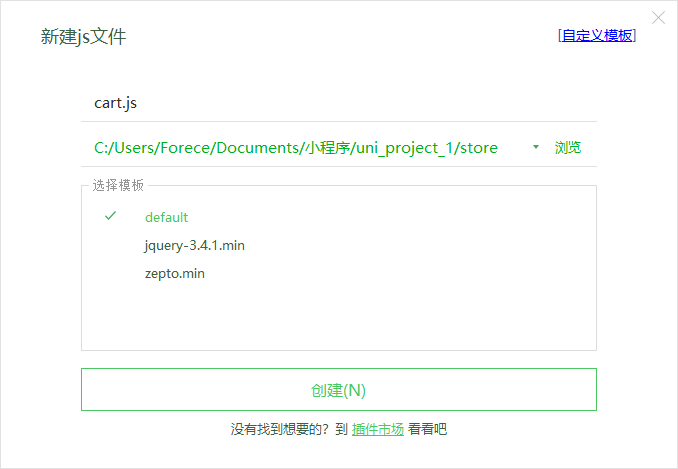 新建js文件
[自定义模板]
cart.js
C:/Users/Forece/Documents/小程序/uni_project_1/store 浏览
选择模板
default
jquery-3.4.1.min
zepto.min
创建(N)
没有找到想要的？到 插件市场 看看吧